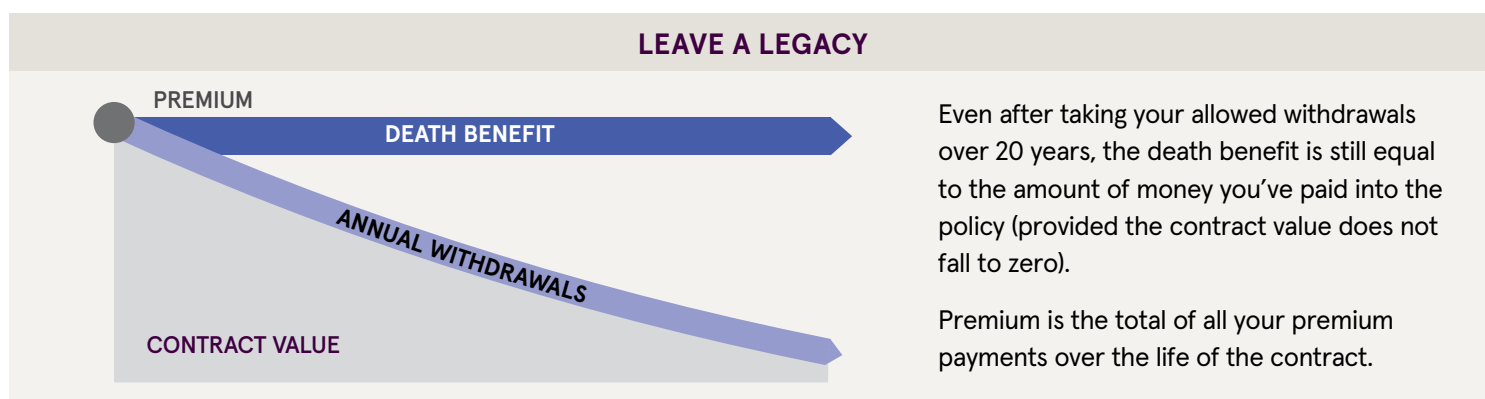 LEAVE A LEGACY
PREMIUM
DEATH BENEFIT
ANNUAL WITHDRAWALS
CONTRACT VALUE
Even after taking your allowed withdrawals
over 20 years, the death benefit is still equal
to the amount of money you’ve paid into the
policy (provided the contract value does not
fall to zero).
Premium is the total of all your premium
payments over the life of the contract.